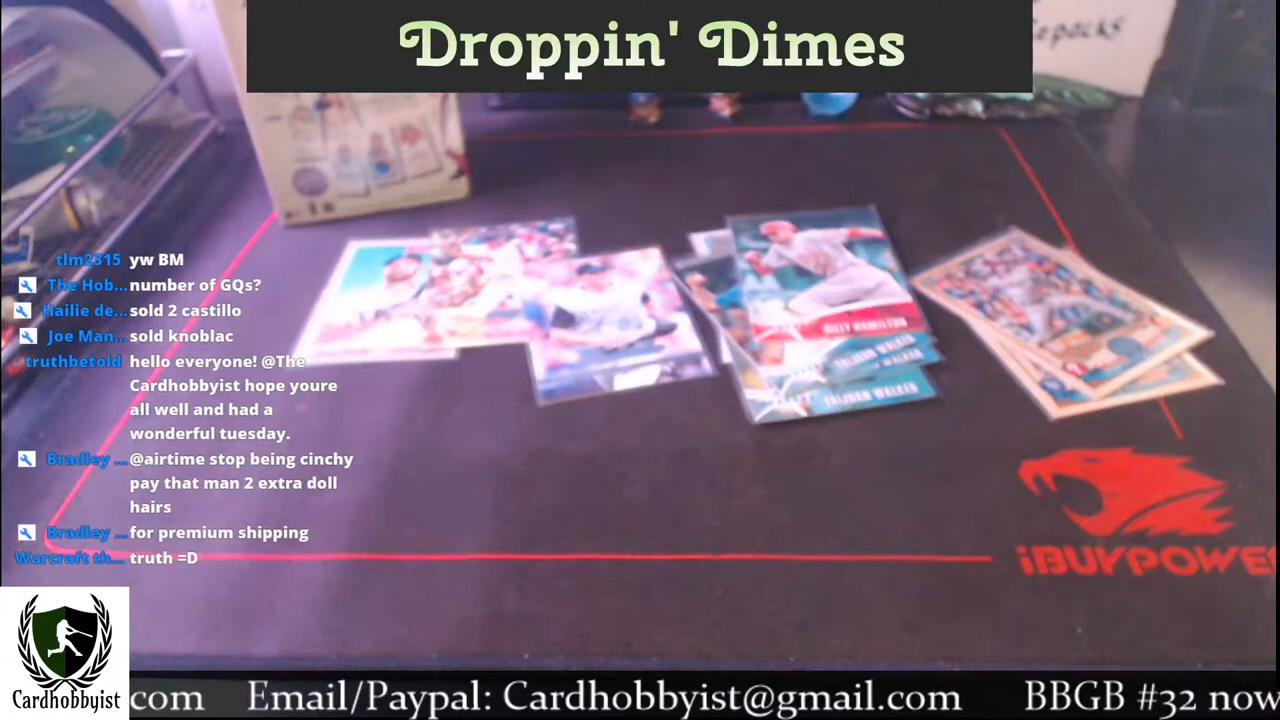 Droppin' Dimes
epacks
tlm2315 yw BM
The Hob... number of GQs?
Hailie de... sold 2 castillo
Joe Man... sold knoblac
truthbetold hello everyone! @The
Cardhobbyist hope youre
all well and had a
wonderful tuesday.
Bradley ... @airtime stop being cinchy
pay that man 2 extra doll
hairs
Bradley ... for premium shipping
Warcraft th... truth =D
BILLY HAMILTON
TAIJUAN WALKER
TAIJUAN WALKER
iBUYPOWE
Cardhobbyist
.com Email/Paypal: Cardhobbyist@gmail.com BBGB #32 now